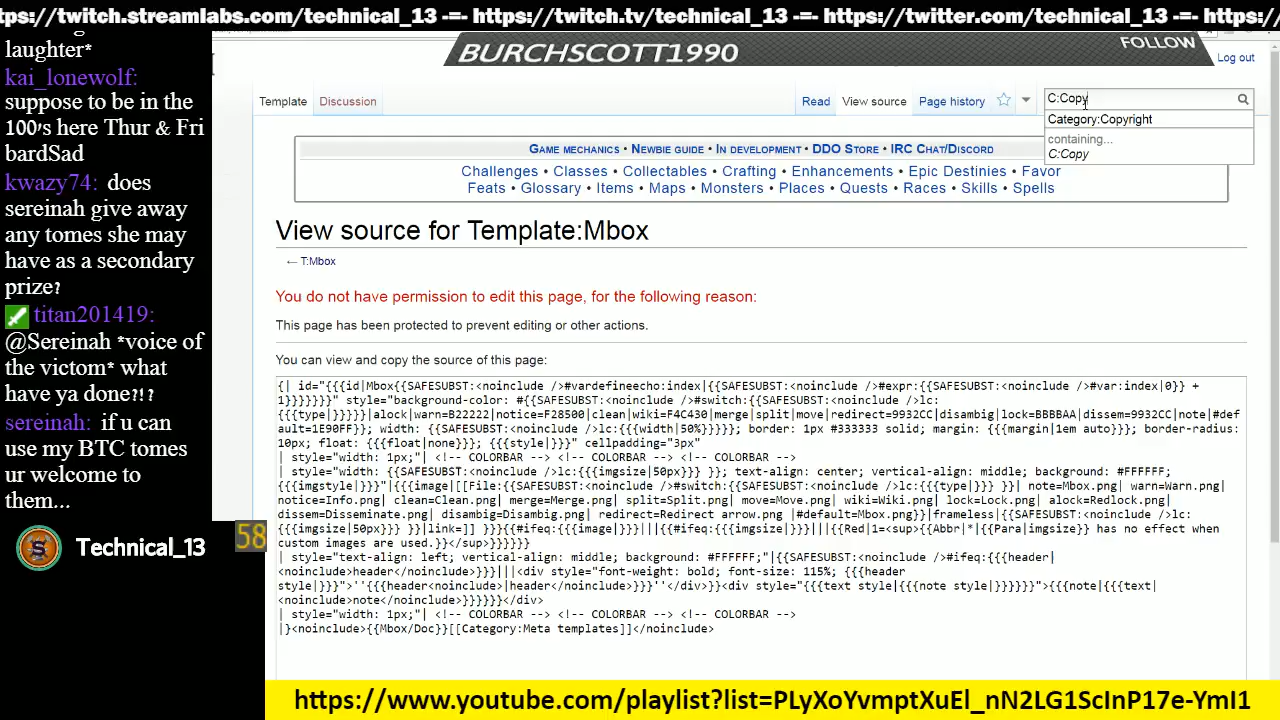 https://twitch.streamlabs.com/technical_13 -=- https://twitch.tv/technical_13 -=- https://twitter.com/technical_13 -=- https://
laughter*
kai_lonewolf:
suppose to be in the
100's here Thur & Fri
bardSad
kwazy74: does
sereinah give away
any tomes she may
have as a secondary
prize?
titan201419:
@Sereinah *voice of
the victom* what
have ya done?!?
sereinah: if u can
use my BTC tomes
ur welcome to
them...
Technical_13
58
BURCHSCOTT1990
FOLLOW
Log out
Template Discussion Read View source Page history
C:Copy
Category:Copyright
containing...
C:Copy
Game mechanics • Newbie guide • In development • DDO Store • IRC Chat/Discord
Challenges • Classes • Collectables • Crafting • Enhancements • Epic Destinies • Favor
Feats • Glossary • Items • Maps • Monsters • Places • Quests • Races • Skills • Spells
View source for Template:Mbox
← T:Mbox
You do not have permission to edit this page, for the following reason:
This page has been protected to prevent editing or other actions.
You can view and copy the source of this page:
{| id="{{{id|Mbox{{SAFESUBST:<noinclude />#vardefineecho:index|{{SAFESUBST:<noinclude />#expr:{{SAFESUBST:<noinclude />#var:index|0}} +
1}}}}}}}" style="background-color: #{{SAFESUBST:<noinclude />#switch:{{SAFESUBST:<noinclude />lc:
{{{type|}}}}}|alock|warn=B22222|notice=F28500|clean|wiki=F4C430|merge|split|move|redirect=9932CC|disambig|lock=BBBBAA|dissem=9932CC|note|#def
ault=1E90FF}}; width: {{SAFESUBST:<noinclude />lc:{{{width|50%}}}}}; border: 1px #333333 solid; margin: {{{margin|1em auto}}}; border-radius:
10px; float: {{{float|none}}}; {{{style|}}}" cellpadding="3px"
| style="width: 1px;"| <!-- COLORBAR --> <!-- COLORBAR --> <!-- COLORBAR -->
| style="width: {{SAFESUBST:<noinclude />lc:{{{imgsize|50px}}} }}; text-align: center; vertical-align: middle; background: #FFFFFF;
{{{imgstyle|}}}"|{{{image|[[File:{{SAFESUBST:<noinclude />#switch:{{SAFESUBST:<noinclude />lc:{{{type|}}} }}| note=Mbox.png| warn=Warn.png|
notice=Info.png| clean=Clean.png| merge=Merge.png| split=Split.png| move=Move.png| wiki=Wiki.png| lock=Lock.png| alock=Redlock.png|
dissem=Disseminate.png| disambig=Disambig.png| redirect=Redirect arrow.png |#default=Mbox.png}}|frameless|{{SAFESUBST:<noinclude />lc:
{{{imgsize|50px}}} }}|link=]] }}}{{#ifeq:{{{image|}}}|||{{#ifeq:{{{imgsize|}}}|||{{Red|1=<sup>{{Abbr|*|{{Para|imgsize}} has no effect when
custom images are used.}}</sup>}}}}}}
| style="text-align: left; vertical-align: middle; background: #FFFFFF;"|{{SAFESUBST:<noinclude />#ifeq:{{{header|
<noinclude>header</noinclude>}}}|||<div style="font-weight: bold; font-size: 115%; {{{header
style|}}}">''{{{header<noinclude>|header</noinclude>}}}''</div>}}<div style="{{{text style|{{{note style|}}}}}}">{{{note|{{{text|
<noinclude>note</noinclude>}}}}}}</div>
| style="width: 1px;"| <!-- COLORBAR --> <!-- COLORBAR --> <!-- COLORBAR -->
|}<noinclude>{{Mbox/Doc}}[[Category:Meta templates]]</noinclude>
https://www.youtube.com/playlist?list=PLyXoYvmptXuEl_nN2LG1ScInP17e-YmI1